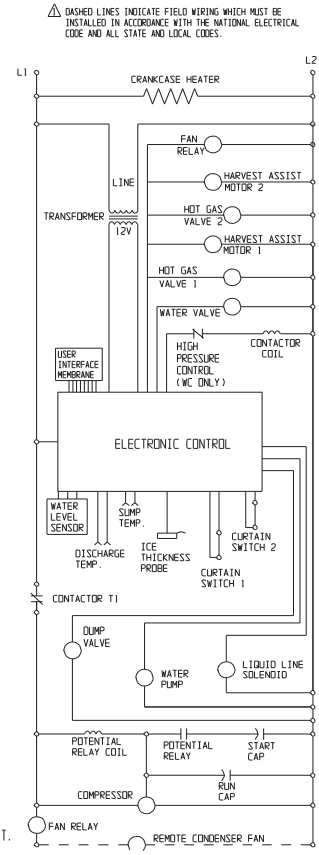 ⚠ DASHED LINES INDICATE FIELD WIRING WHICH MUST BE
INSTALLED IN ACCORDANCE WITH THE NATIONAL ELECTRICAL
CODE AND ALL STATE AND LOCAL CODES.
L1
L2
CRANKCASE HEATER
FAN
RELAY
LINE
HARVEST ASSIST
MOTOR 2
TRANSFORMER
HOT GAS
VALVE 2
12V
HARVEST ASSIST
MOTOR 1
HOT GAS
VALVE 1
WATER VALVE
HIGH
PRESSURE
CONTROL
(WC ONLY)
CONTACTOR
COIL
USER
INTERFACE
MEMBRANE
ELECTRONIC CONTROL
WATER
LEVEL
SENSOR
DISCHARGE
TEMP.
SUMP
TEMP.
ICE
THICKNESS
PROBE
CURTAIN
SWITCH 1
CURTAIN
SWITCH 2
CONTACTOR T1
DUMP
VALVE
WATER
PUMP
LIQUID LINE
SOLENOID
POTENTIAL
RELAY COIL
POTENTIAL
RELAY
START
CAP
RUN
CAP
COMPRESSOR
T.
FAN RELAY
REMOTE CONDENSER FAN